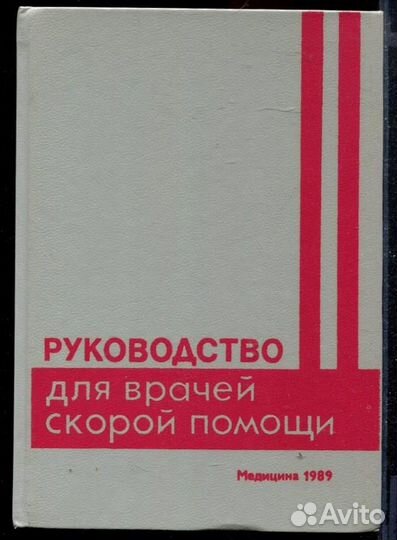 РУКОВОДСТВО
для врачей
скорой помощи
Медицина 1989
Avito